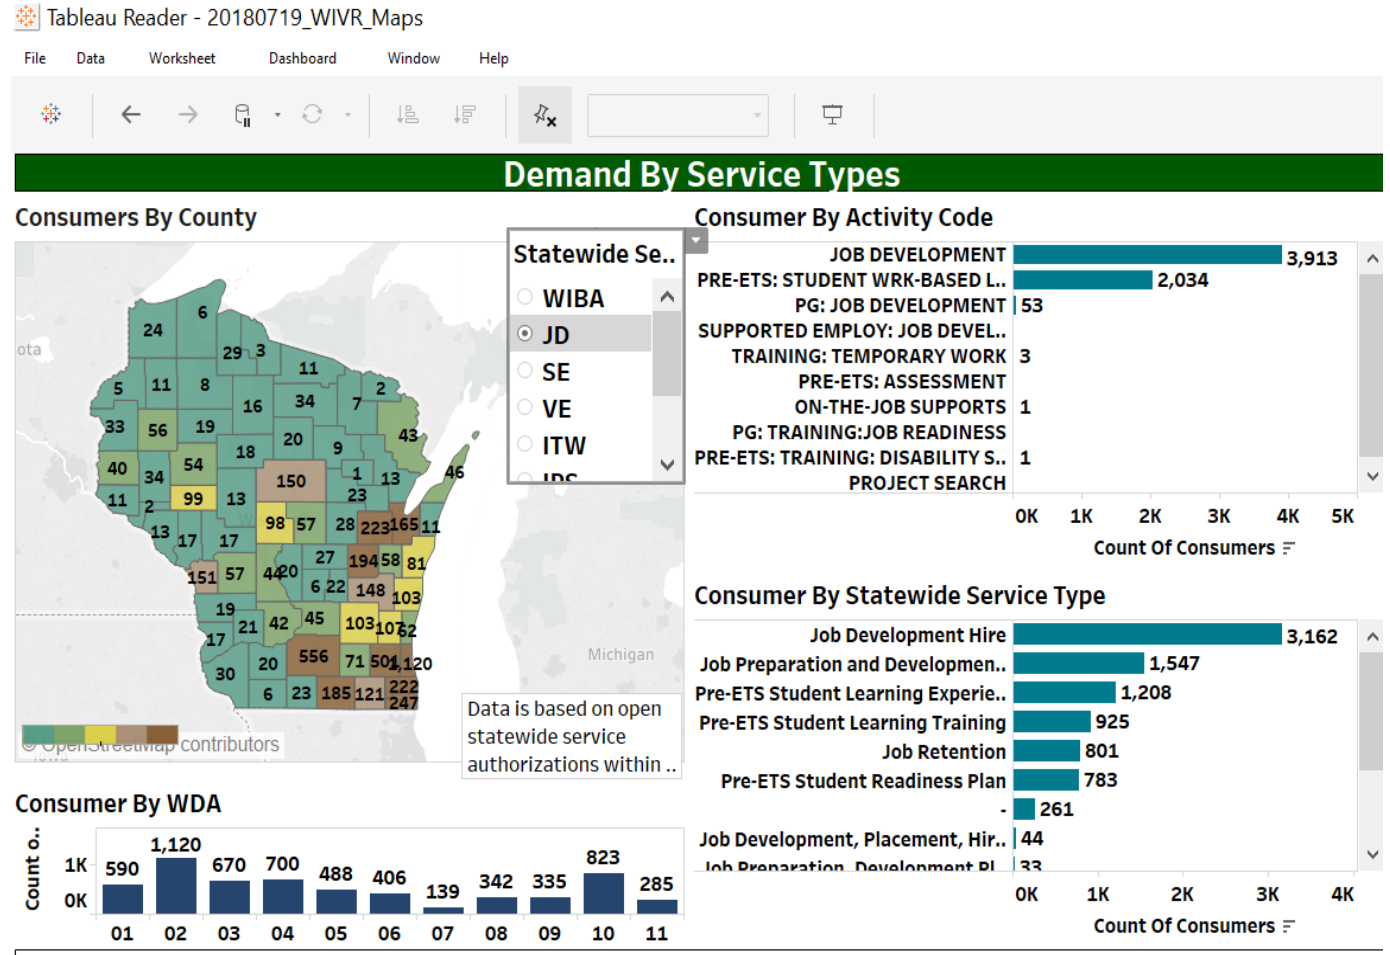 Tableau Reader - 20180719_WIVR_Maps
File Data Worksheet Dashboard Window Help
Demand By Service Types
Consumers By County
Statewide Se..
WIBA
JD
SE
VE
ITW
IPS
ota
6
24
29 3
11
5 11 8
2
16 34 7
33 56 19
43
20 9
18
40 34 54
46
150 1 13
11 2 99 13
23
98 57 28 223 165 11
13 17 17
27 194 58 81
151 57 44 20
6 22 148 103
19
21 42 45 103 107 62
17
556 71 501 1,120
30 20
6 23 185 121 222
247
Michigan
© OpenStreetMap contributors
Iowa
Data is based on open
statewide service
authorizations within ..
Consumer By WDA
Count o..
1K
0K
590 1,120 670 700 488 406 139 342 335 823 285
01 02 03 04 05 06 07 08 09 10 11
Consumer By Activity Code
JOB DEVELOPMENT 3,913
PRE-ETS: STUDENT WRK-BASED L.. 2,034
PG: JOB DEVELOPMENT 53
SUPPORTED EMPLOY: JOB DEVEL..
TRAINING: TEMPORARY WORK 3
PRE-ETS: ASSESSMENT
ON-THE-JOB SUPPORTS 1
PG: TRAINING:JOB READINESS
PRE-ETS: TRAINING: DISABILITY S.. 1
PROJECT SEARCH
0K 1K 2K 3K 4K 5K
Count Of Consumers
Consumer By Statewide Service Type
Job Development Hire 3,162
Job Preparation and Developmen.. 1,547
Pre-ETS Student Learning Experie.. 1,208
Pre-ETS Student Learning Training 925
Job Retention 801
Pre-ETS Student Readiness Plan 783
- 261
Job Development, Placement, Hir.. 44
Job Preparation, Development Pl.. 33
0K 1K 2K 3K 4K
Count Of Consumers